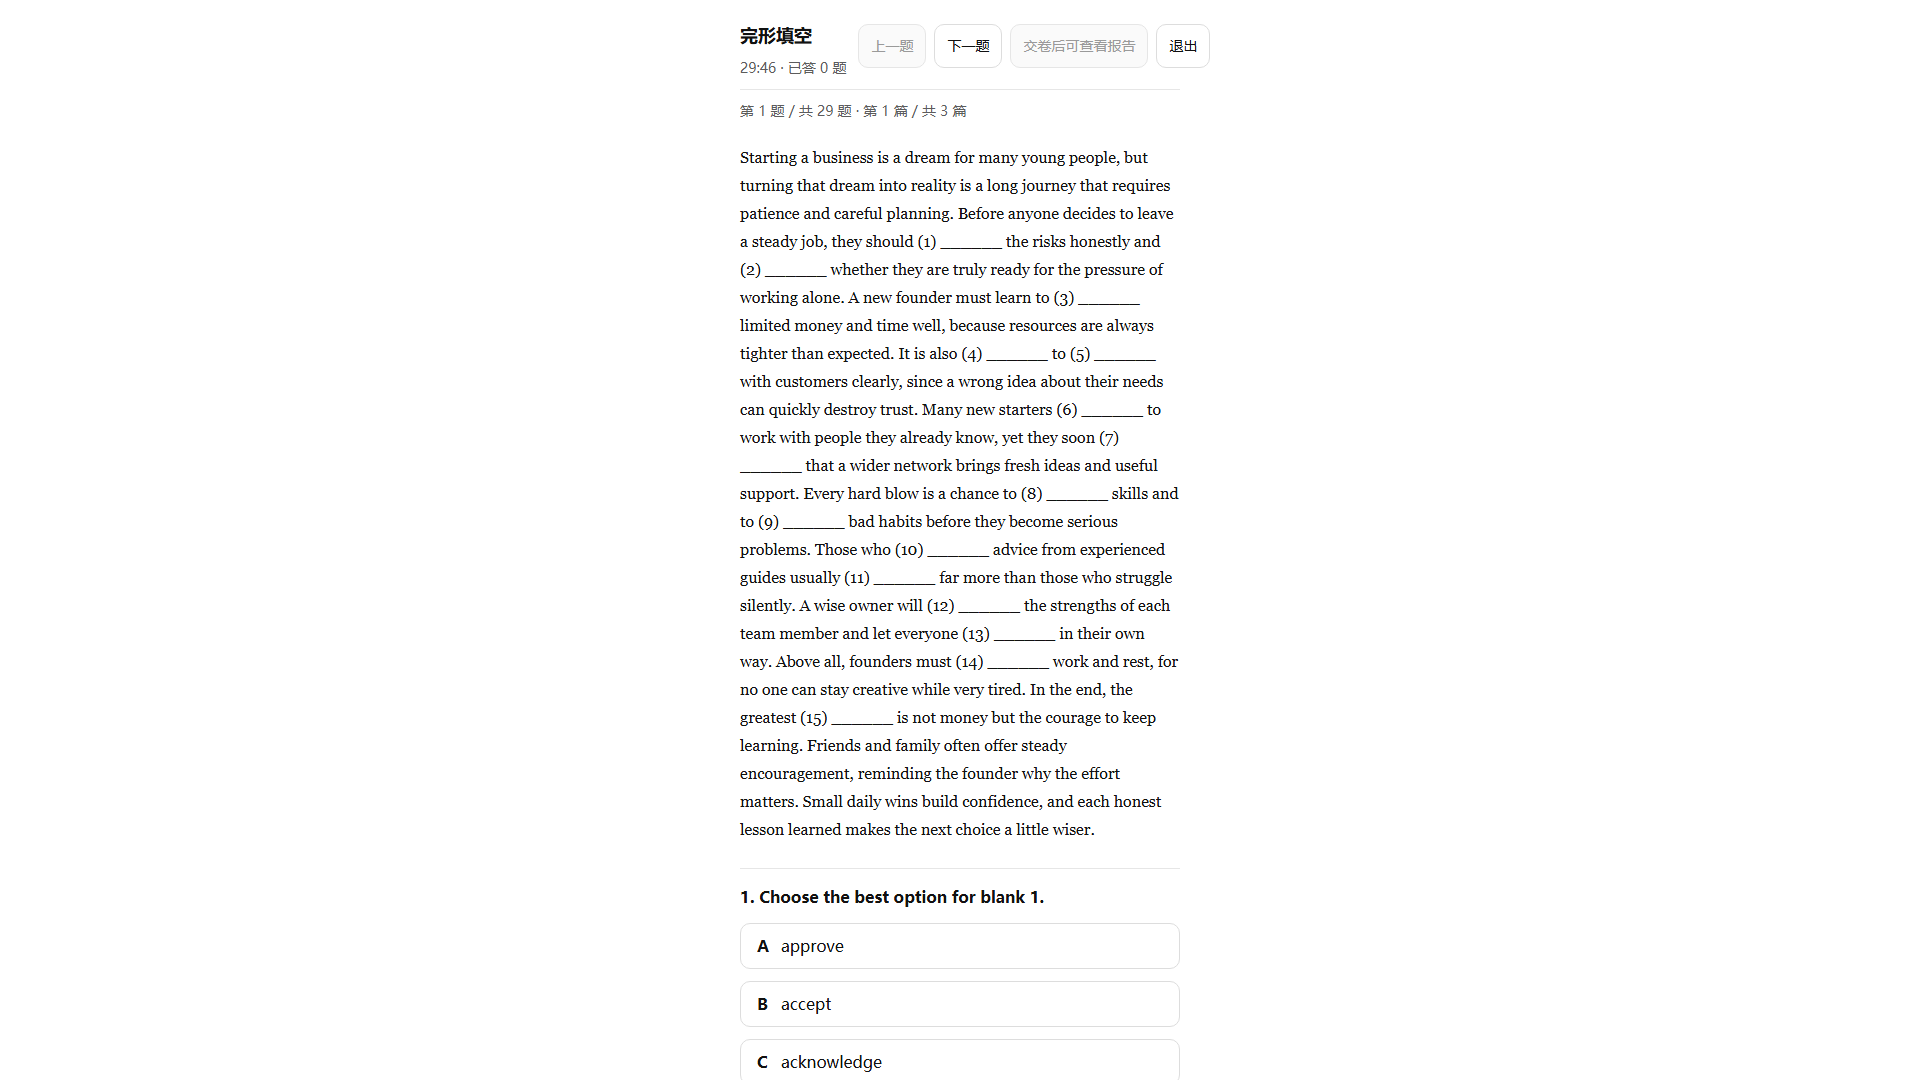 完形填空
29:46 · 已答 0 题
上一题
下一题
交卷后可查看报告
退出
第 1 题 / 共 29 题 · 第 1 篇 / 共 3 篇
Starting a business is a dream for many young people, but
turning that dream into reality is a long journey that requires
patience and careful planning. Before anyone decides to leave
a steady job, they should (1) _______ the risks honestly and
(2) _______ whether they are truly ready for the pressure of
working alone. A new founder must learn to (3) _______
limited money and time well, because resources are always
tighter than expected. It is also (4) _______ to (5) _______
with customers clearly, since a wrong idea about their needs
can quickly destroy trust. Many new starters (6) _______ to
work with people they already know, yet they soon (7)
_______ that a wider network brings fresh ideas and useful
support. Every hard blow is a chance to (8) _______ skills and
to (9) _______ bad habits before they become serious
problems. Those who (10) _______ advice from experienced
guides usually (11) _______ far more than those who struggle
silently. A wise owner will (12) _______ the strengths of each
team member and let everyone (13) _______ in their own
way. Above all, founders must (14) _______ work and rest, for
no one can stay creative while very tired. In the end, the
greatest (15) _______ is not money but the courage to keep
learning. Friends and family often offer steady
encouragement, reminding the founder why the effort
matters. Small daily wins build confidence, and each honest
lesson learned makes the next choice a little wiser.
1. Choose the best option for blank 1.
A approve
B accept
C acknowledge